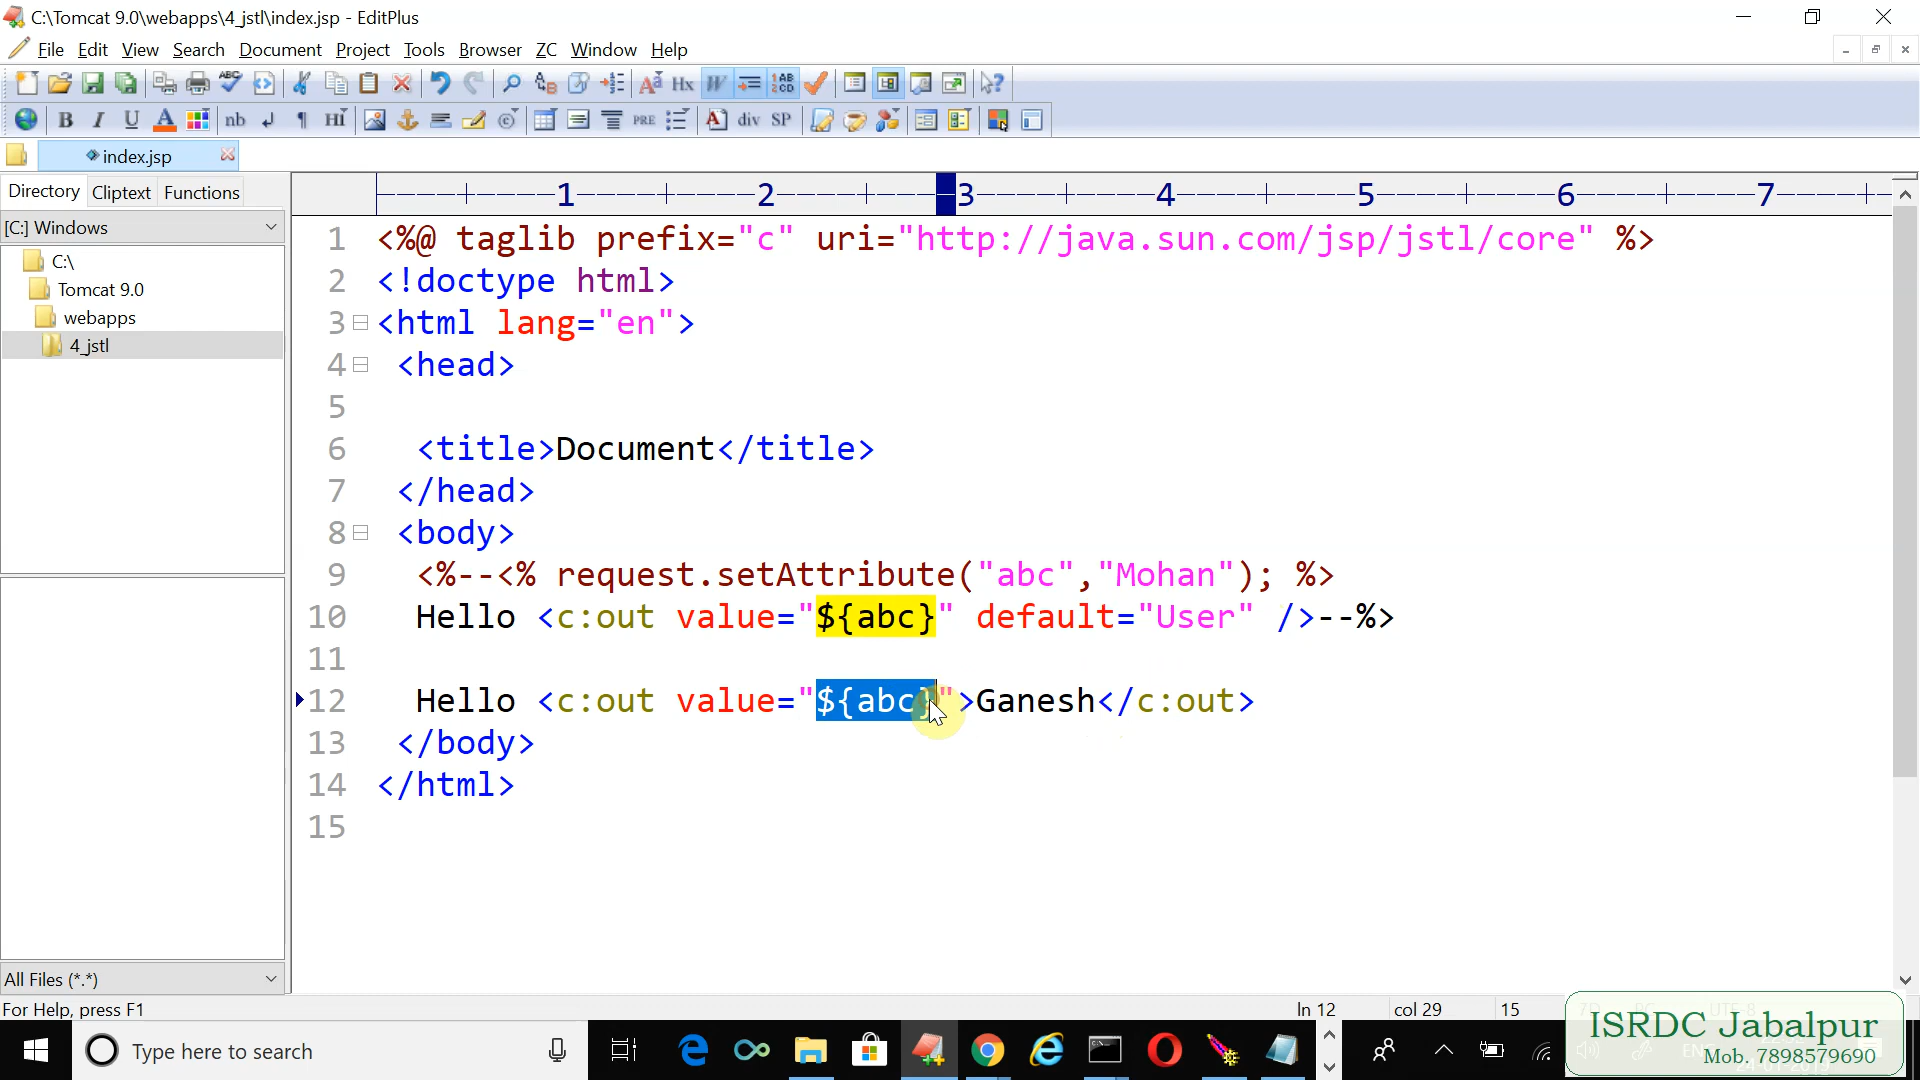 C:\Tomcat 9.0\webapps\4_jstl\index.jsp - EditPlus
File Edit View Search Document Project Tools Browser ZC Window Help
index.jsp
Directory Cliptext Functions
[C:] Windows
C:\
Tomcat 9.0
webapps
4_jstl
1 <%@ taglib prefix="c" uri="http://java.sun.com/jsp/jstl/core" %>
2 <!doctype html>
3 <html lang="en">
4 <head>
5
6 <title>Document</title>
7 </head>
8 <body>
9 <%--<% request.setAttribute("abc","Mohan"); %>
10 Hello <c:out value="${abc}" default="User" />--%>
11
12 Hello <c:out value="${abc}">Ganesh</c:out>
13 </body>
14 </html>
15
All Files (*.*)
For Help, press F1
ln 12 col 29 15
Type here to search
ISRDC Jabalpur
Mob. 7898579690